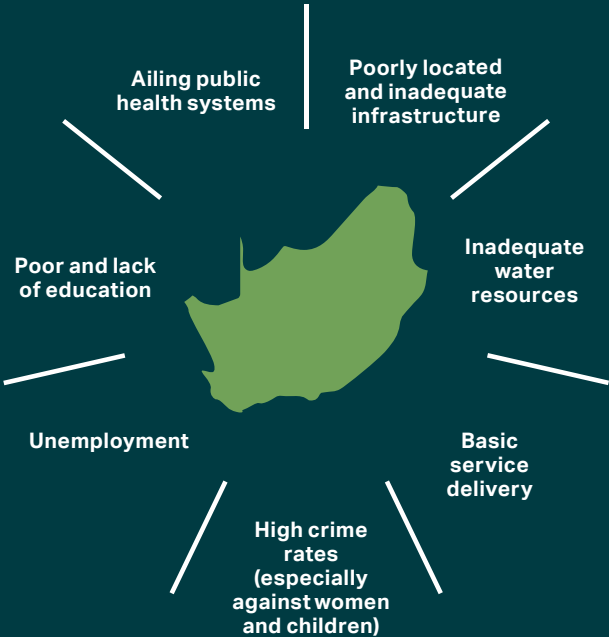 Ailing public
health systems
Poorly located
and inadequate
infrastructure
Inadequate
water
resources
Basic
service
delivery
High crime
rates
(especially
against women
and children)
Unemployment
Poor and lack
of education